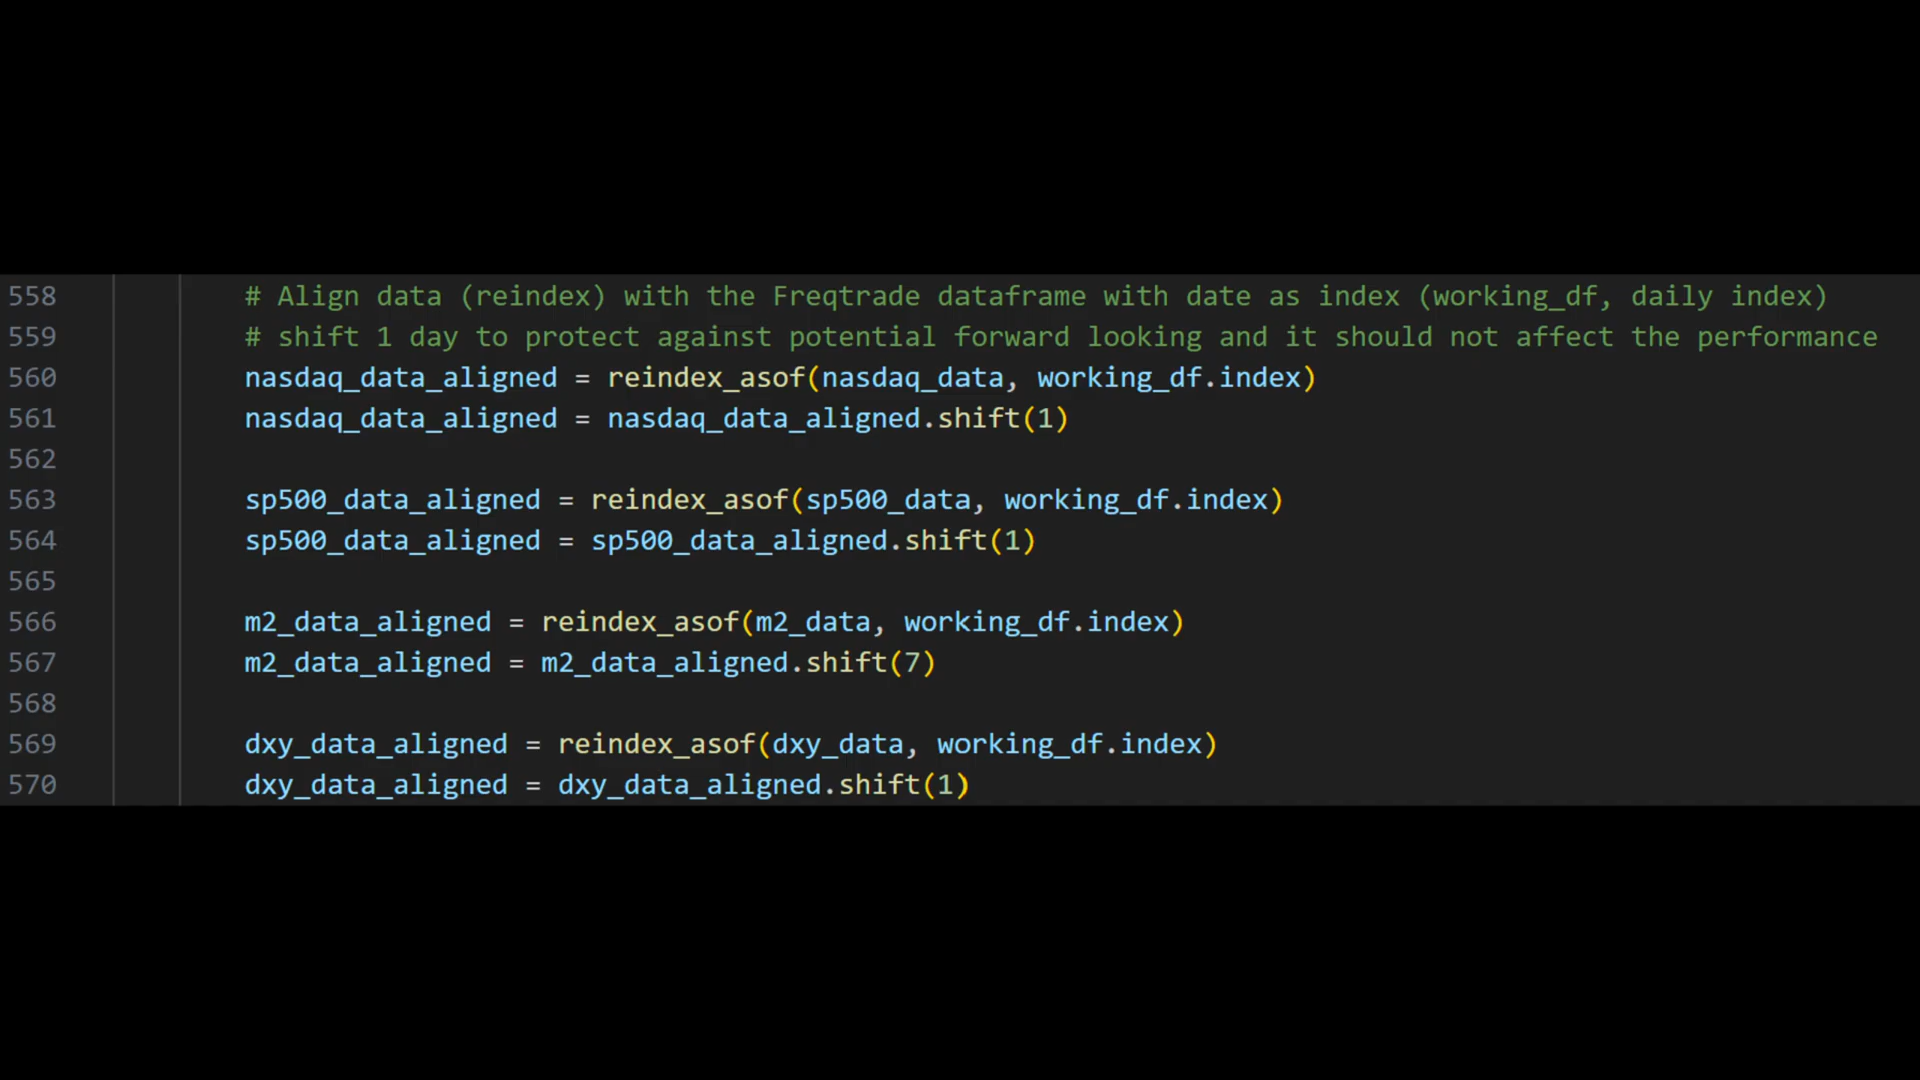 558 # Align data (reindex) with the Freqtrade dataframe with date as index (working_df, daily index)
559 # shift 1 day to protect against potential forward looking and it should not affect the performance
560 nasdaq_data_aligned = reindex_asof(nasdaq_data, working_df.index)
561 nasdaq_data_aligned = nasdaq_data_aligned.shift(1)
562
563 sp500_data_aligned = reindex_asof(sp500_data, working_df.index)
564 sp500_data_aligned = sp500_data_aligned.shift(1)
565
566 m2_data_aligned = reindex_asof(m2_data, working_df.index)
567 m2_data_aligned = m2_data_aligned.shift(7)
568
569 dxy_data_aligned = reindex_asof(dxy_data, working_df.index)
570 dxy_data_aligned = dxy_data_aligned.shift(1)